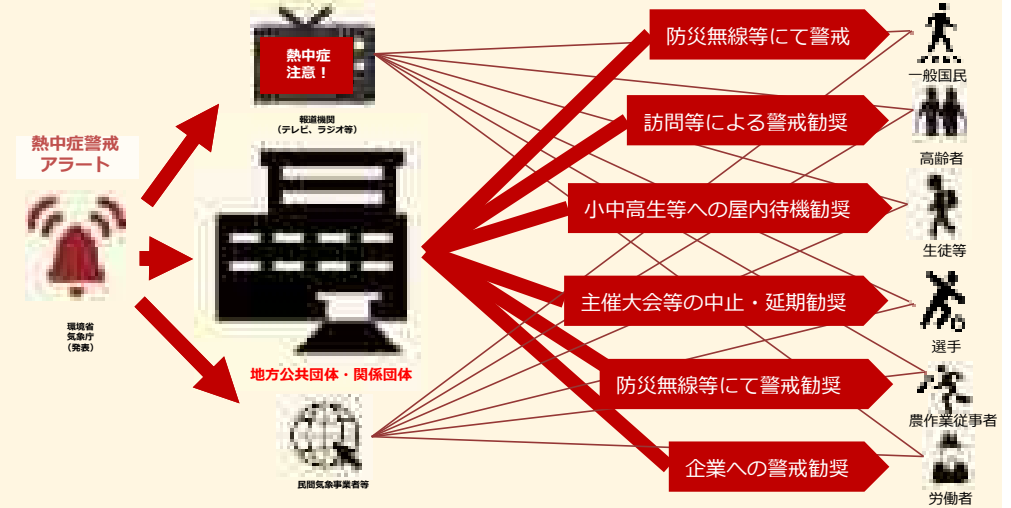 熱中症警戒
アラート
環境省
気象庁
（発表）
熱中症
注意！
報道機関
（テレビ、ラジオ等）
地方公共団体・関係団体
民間気象事業者等
防災無線等にて警戒
訪問等による警戒勧奨
小中高生等への屋内待機勧奨
主催大会等の中止・延期勧奨
防災無線等にて警戒勧奨
企業への警戒勧奨
一般国民
高齢者
生徒等
選手
農作業従事者
労働者